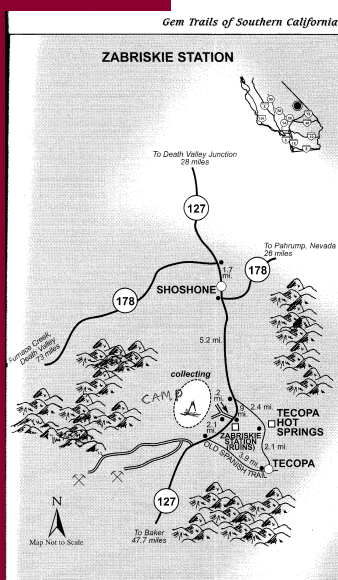 Gem Trails of Southern California
ZABRISKIE STATION
To Death Valley Junction
28 miles
127
To Pahrump, Nevada
26 miles
178
1.7
mi.
SHOSHONE
178
Furnace Creek,
Death Valley
73 miles
5.2 mi.
collecting
CAMP
.2
mi.
.9
mi.
2.4 mi.
TECOPA
HOT
SPRINGS
2.1
mi.
ZABRISKIE
STATION
(RUINS)
2.1 mi.
OLD SPANISH TRAIL
3.9 mi.
TECOPA
127
N
To Baker
47.7 miles
Map Not to Scale